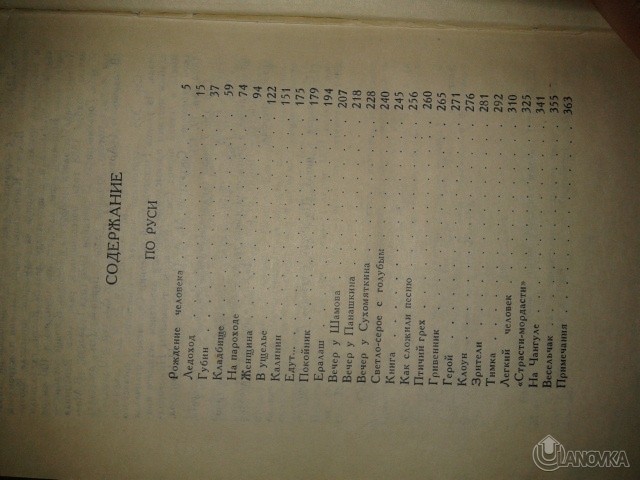 СОДЕРЖАНИЕ
ПО РУСИ
Рождение человека . . . 5
Ледоход . . . 15
Губин . . . 37
Кладбище . . . 59
На пароходе . . . 74
Женщина . . . 94
В ущелье . . . 122
Калинин . . . 151
Едут... . . . 175
Покойник . . . 179
Ералаш . . . 194
Вечер у Шамова . . . 207
Вечер у Панашкина . . . 218
Вечер у Сухомяткина . . . 228
Светло-серое с голубым . . . 240
Книга . . . 245
Как сложили песню . . . 256
Птичий грех . . . 260
Гривенник . . . 265
Герой . . . 271
Клоун . . . 276
Зрители . . . 281
Тимка . . . 292
Легкий человек . . . 310
«Страсти-мордасти» . . . 325
На Чангуле . . . 341
Весельчак . . . 355
Примечания . . . 363
UANOVKA